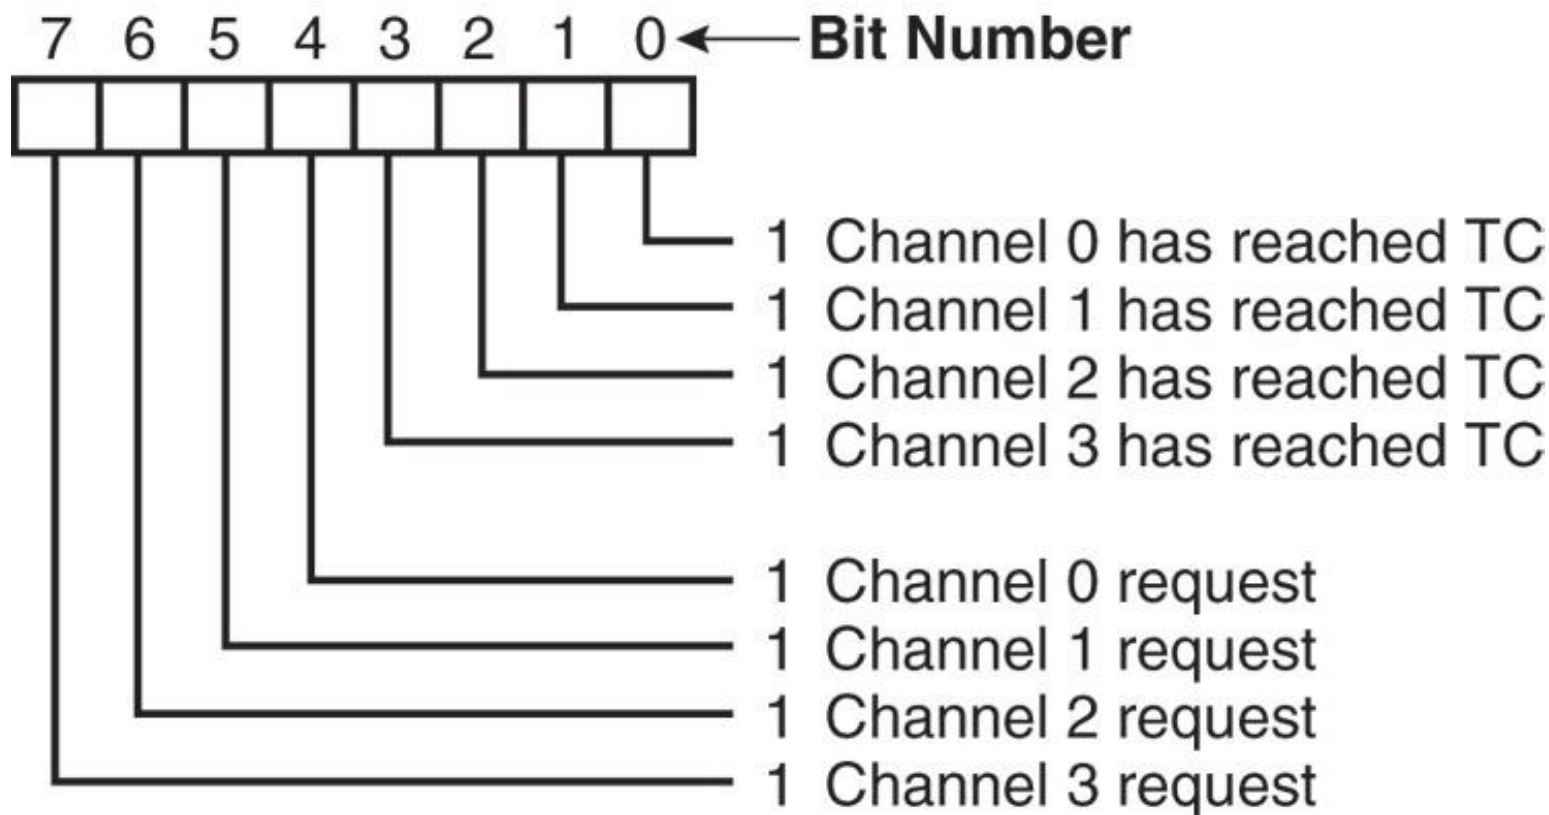 7 6 5 4 3 2 1 0 Bit Number
1 Channel 0 has reached TC
1 Channel 1 has reached TC
1 Channel 2 has reached TC
1 Channel 3 has reached TC
1 Channel 0 request
1 Channel 1 request
1 Channel 2 request
1 Channel 3 request